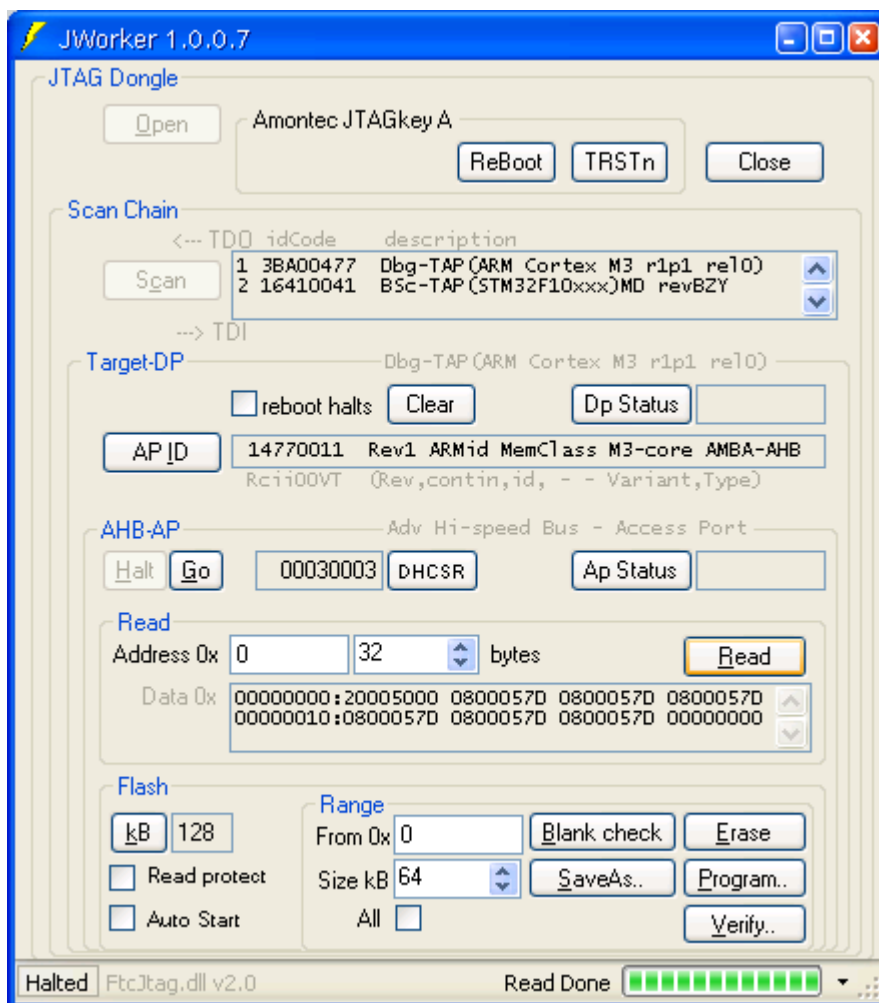 JWorker 1.0.0.7
JTAG Dongle
Open
Amontec JTAGkey A
ReBoot TRSTn Close
Scan Chain
<--- TDO idCode description
Scan
1 3BA00477 Dbg-TAP(ARM Cortex M3 r1p1 rel0)
2 16410041 BSc-TAP(STM32F10xxx)MD revBZY
---> TDI
Target-DP Dbg-TAP(ARM Cortex M3 r1p1 rel0)
reboot halts Clear Dp Status
AP ID 14770011 Rev1 ARMid MemClass M3-core AMBA-AHB
Rcii00VT (Rev,contin,id, - - Variant,Type)
AHB-AP Adv Hi-speed Bus - Access Port
Halt Go 00030003 DHCSR Ap Status
Read
Address 0x 0 32 bytes Read
Data 0x 00000000:20005000 0800057D 0800057D 0800057D
00000010:0800057D 0800057D 0800057D 00000000
Flash
Range
kB 128 From 0x 0 Blank check Erase
Read protect Size kB 64 SaveAs.. Program..
Auto Start All Verify..
Halted FtcJtag.dll v2.0 Read Done